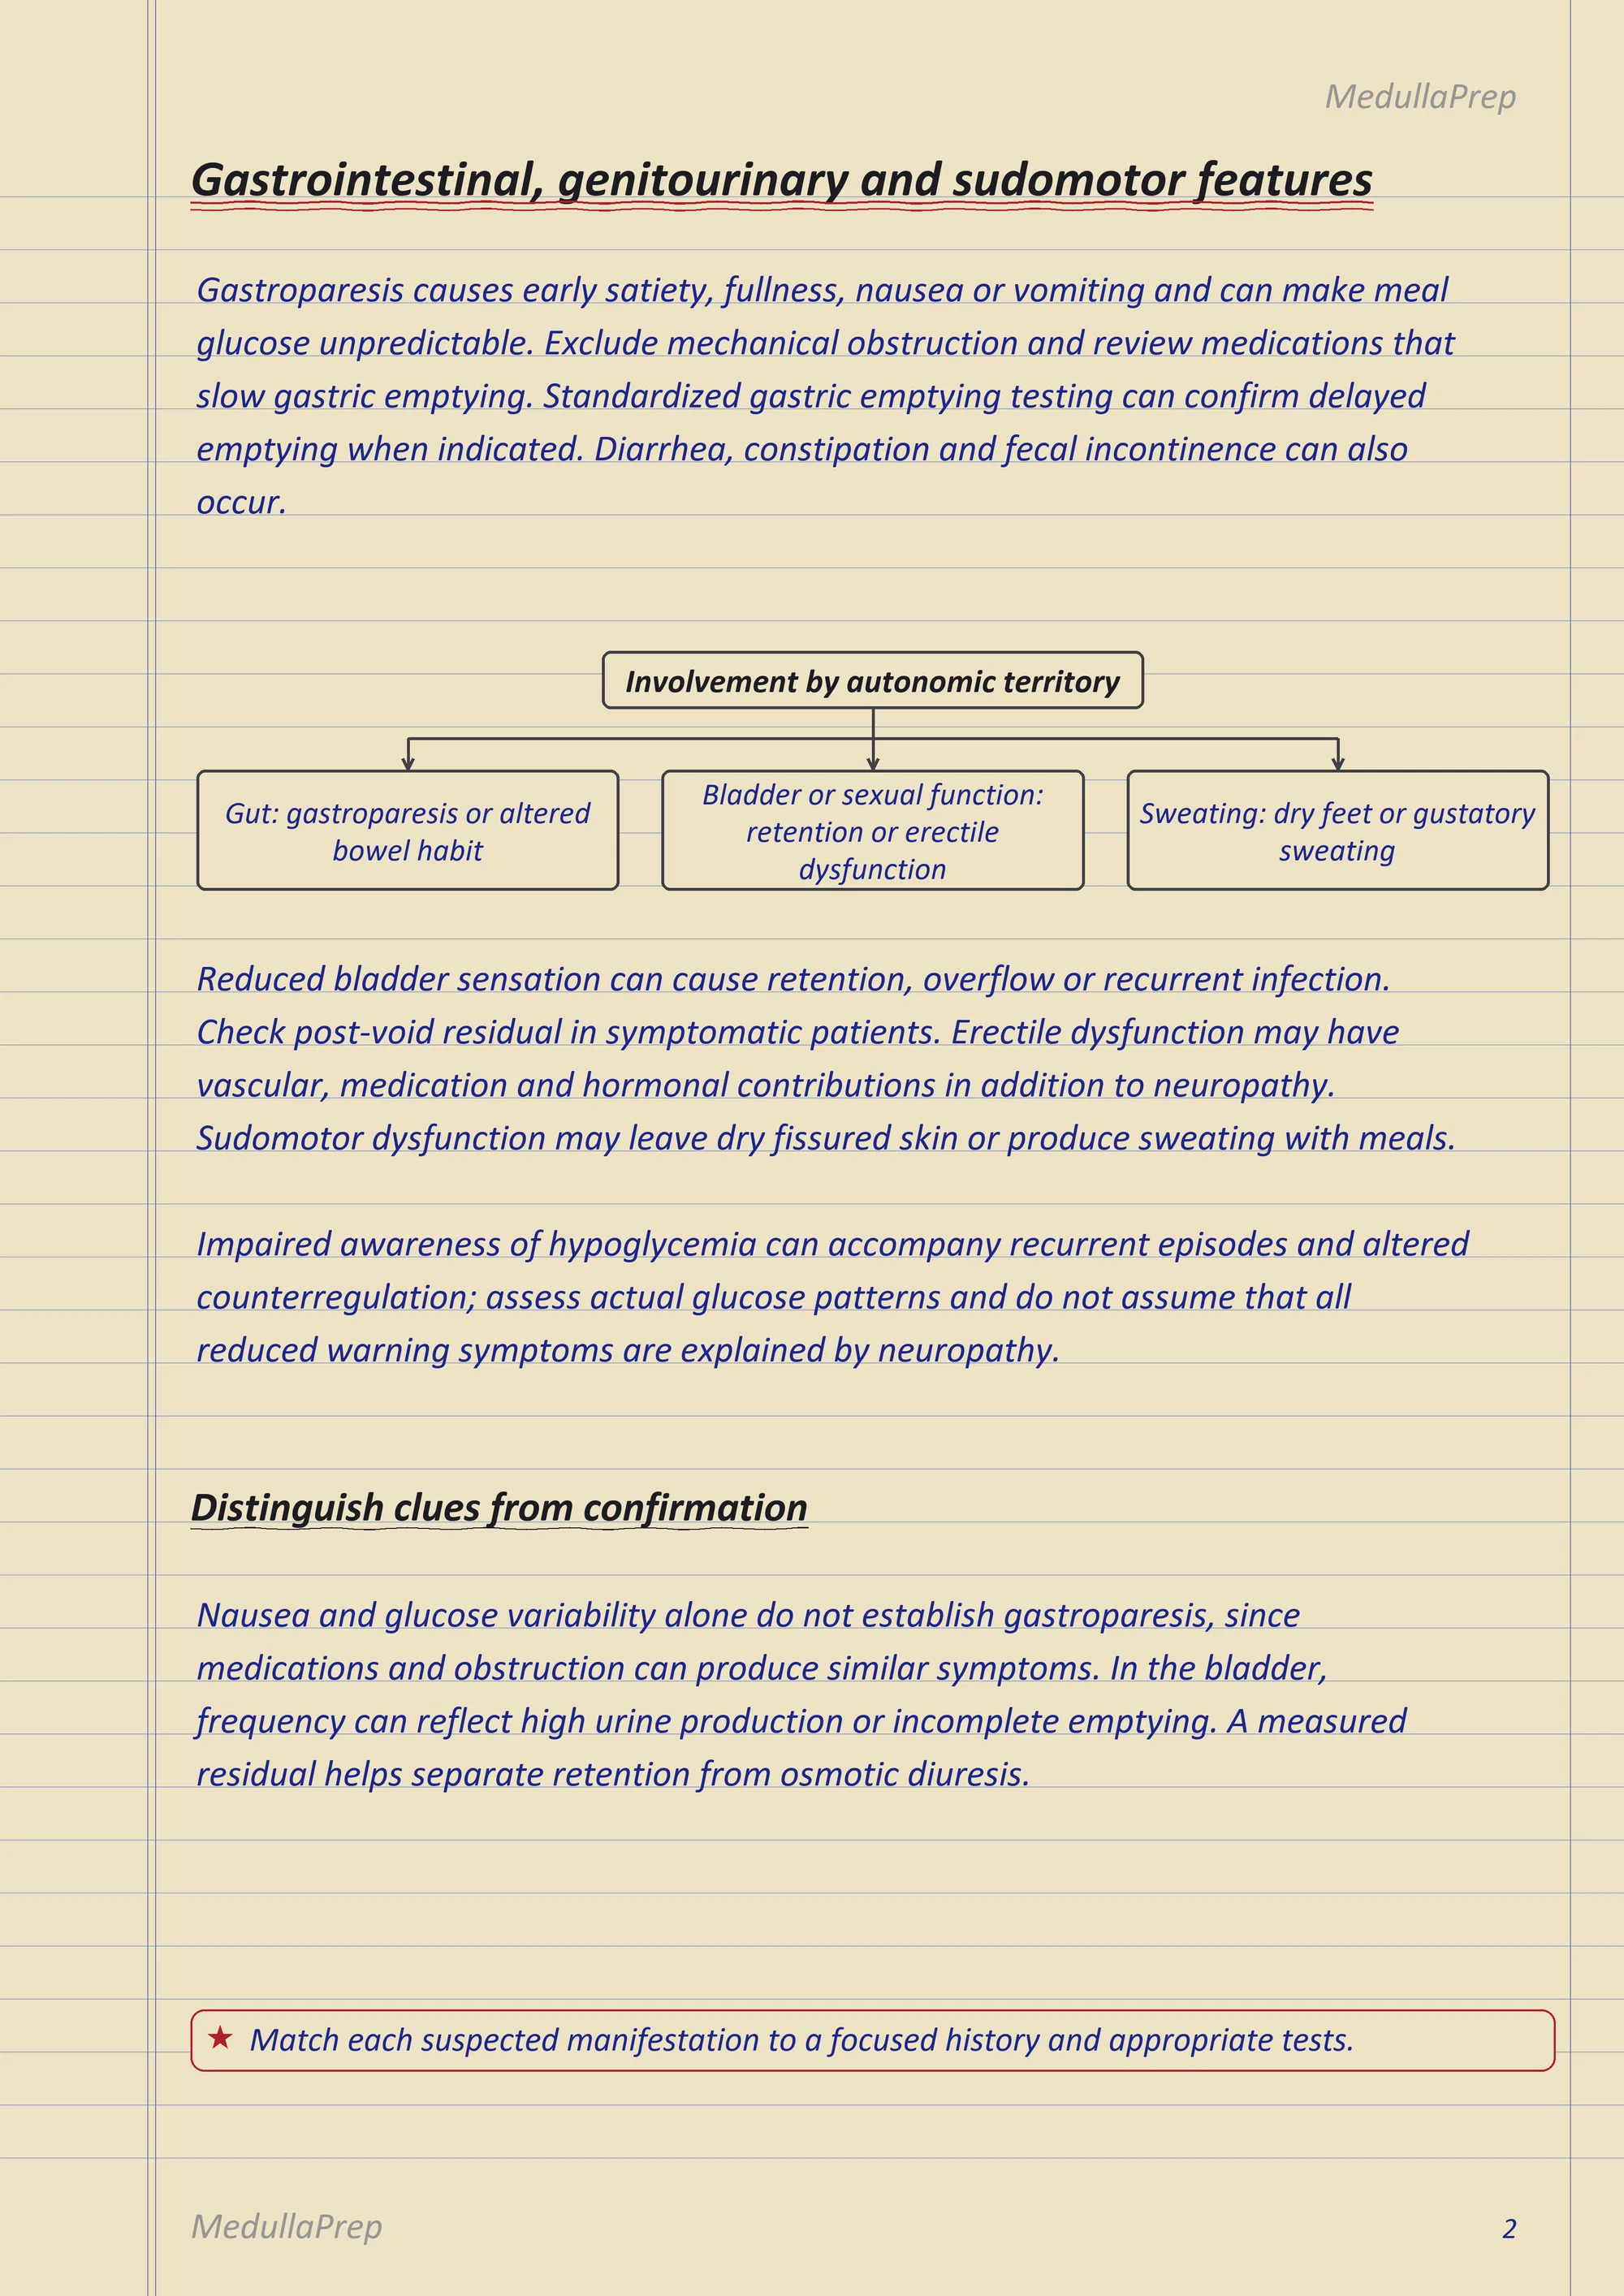 MedullaPrep
Gastrointestinal, genitourinary and sudomotor features
Gastroparesis causes early satiety, fullness, nausea or vomiting and can make meal
glucose unpredictable. Exclude mechanical obstruction and review medications that
slow gastric emptying. Standardized gastric emptying testing can confirm delayed
emptying when indicated. Diarrhea, constipation and fecal incontinence can also
occur.
Involvement by autonomic territory
Gut: gastroparesis or altered
bowel habit
Bladder or sexual function:
retention or erectile
dysfunction
Sweating: dry feet or gustatory
sweating
Reduced bladder sensation can cause retention, overflow or recurrent infection.
Check post-void residual in symptomatic patients. Erectile dysfunction may have
vascular, medication and hormonal contributions in addition to neuropathy.
Sudomotor dysfunction may leave dry fissured skin or produce sweating with meals.
Impaired awareness of hypoglycemia can accompany recurrent episodes and altered
counterregulation; assess actual glucose patterns and do not assume that all
reduced warning symptoms are explained by neuropathy.
Distinguish clues from confirmation
Nausea and glucose variability alone do not establish gastroparesis, since
medications and obstruction can produce similar symptoms. In the bladder,
frequency can reflect high urine production or incomplete emptying. A measured
residual helps separate retention from osmotic diuresis.
★ Match each suspected manifestation to a focused history and appropriate tests.
MedullaPrep
2